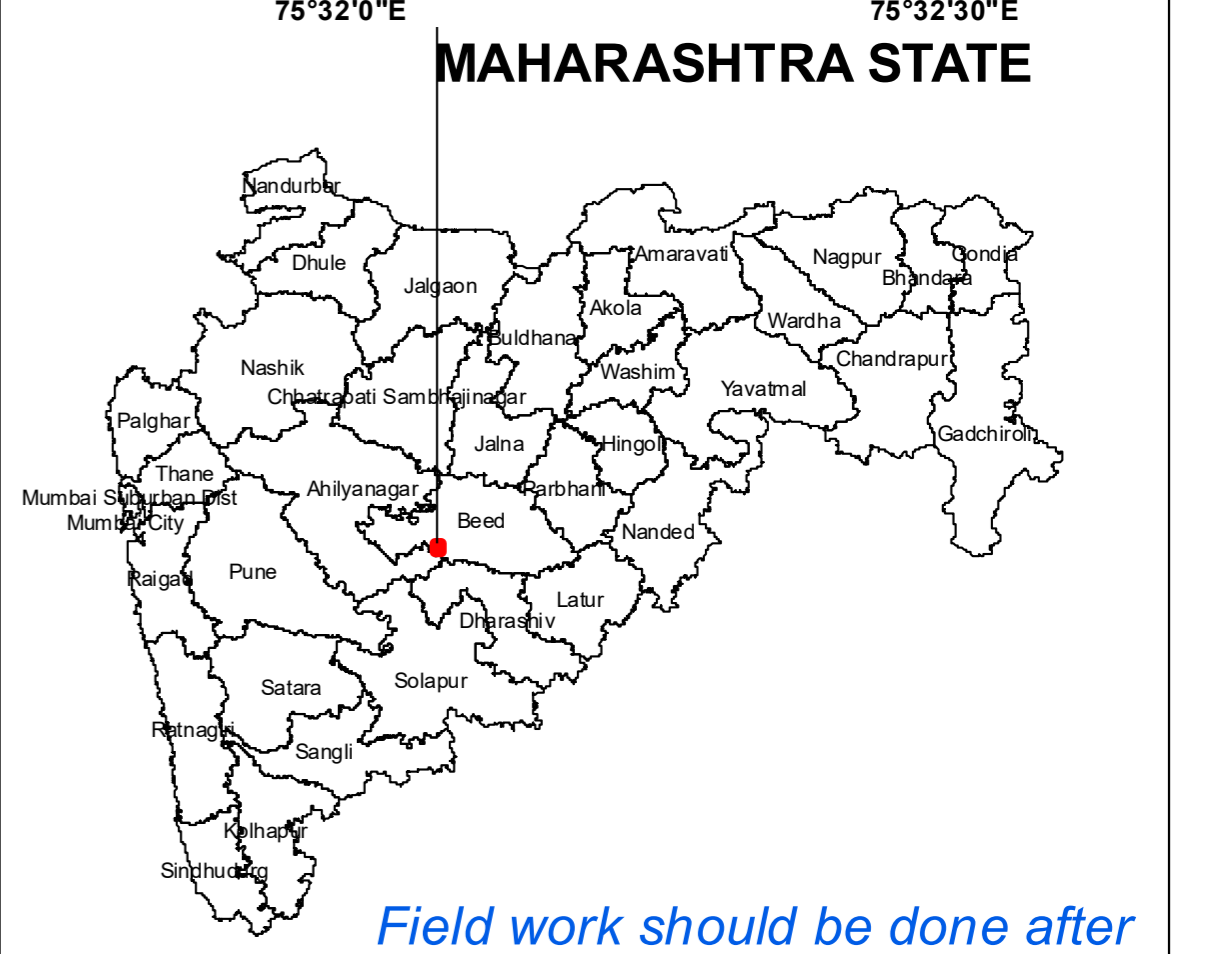 75°32'0"E 75°32'30"E
MAHARASHTRA STATE
Nandurbar
Dhule
Jalgaon
Amaravati
Nagpur
Gondia
Bhandara
Akola
Buldhana
Wardha
Chandrapur
Nashik
Washim
Yavatmal
Chhatrapati Sambhajinagar
Palghar
Jalna
Hingoli
Gadchiroli
Thane
Ahilyanagar
Parbhani
Mumbai Suburban Dist
Mumbai City
Beed
Nanded
Raigad
Pune
Latur
Dharashiv
Satara
Solapur
Ratnagiri
Sangli
Kolhapur
Sindhudurg
Field work should be done after